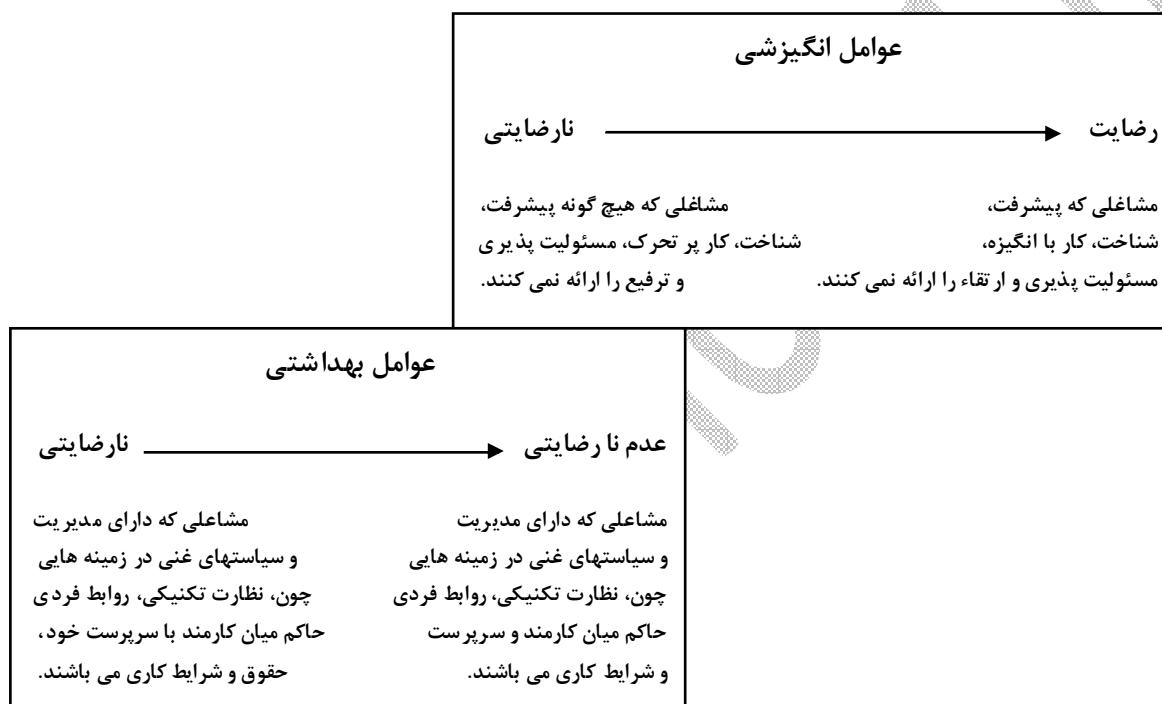 عوامل انگیزشی
رضایت نارضایتی
مشاغلی که پیشرفت، مشاغلی که هیچ گونه پیشرفت،
شناخت، کار با انگیزه، شناخت، کار پر تحرک، مسئولیت پذیری
مسئولیت پذیری و ارتقاء را ارائه نمی کنند. و ترفیع را ارائه نمی کنند.
عوامل بهداشتی
عدم نا رضایتی نارضایتی
مشاعلی که دارای مدیریت مشاعلی که دارای مدیریت
و سیاستهای غنی در زمینه هایی و سیاستهای غنی در زمینه هایی
چون، نظارت تکنیکی، روابط فردی چون، نظارت تکنیکی، روابط فردی
حاکم میان کارمند و سرپرست حاکم میان کارمند با سرپرست خود،
و شرایط کاری می باشند. حقوق و شرایط کاری می باشند.